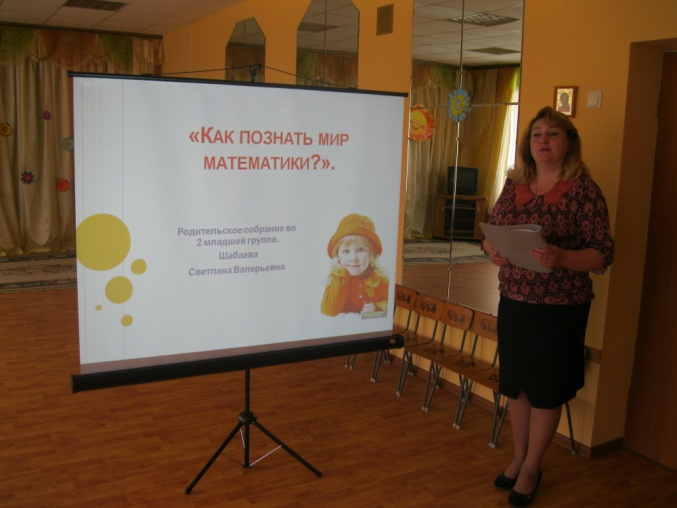 «КАК ПОЗНАТЬ МИР
МАТЕМАТИКИ?».
Родительское собрание во
2 младшей группе.
Шабаева
Светлана Валерьевна